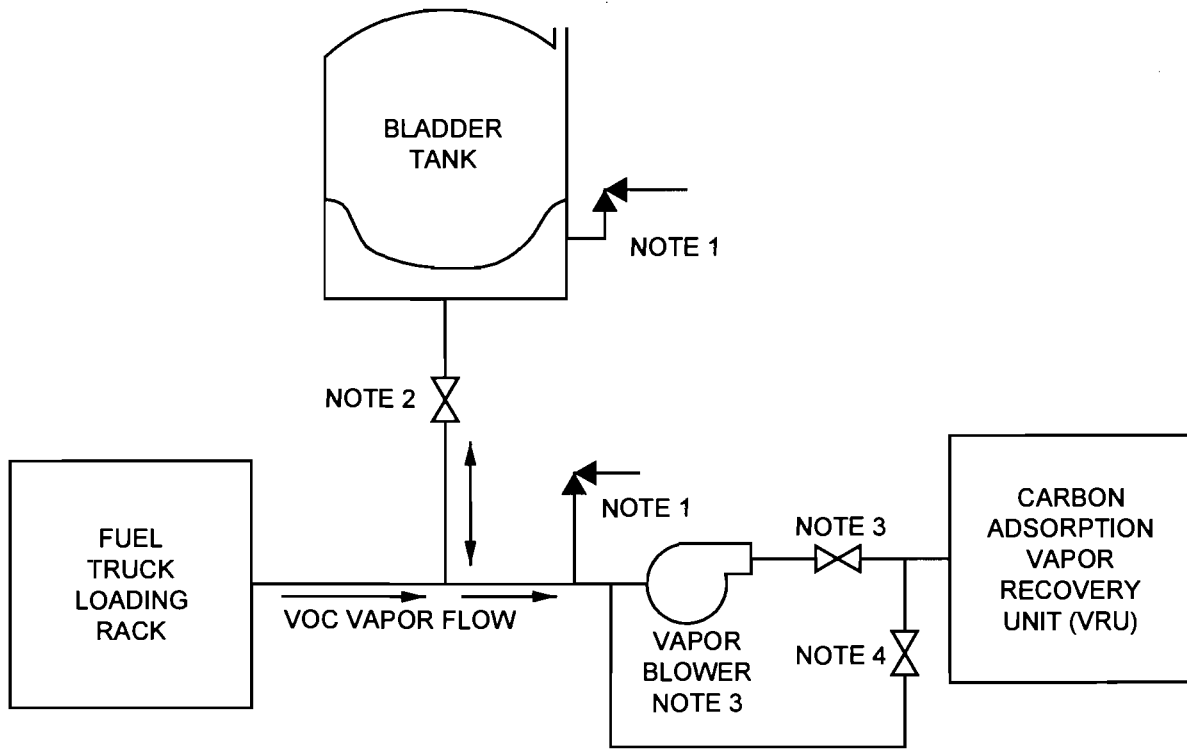 BLADDER
TANK
NOTE 1
NOTE 2
NOTE 1
FUEL
TRUCK
LOADING
RACK
VOC VAPOR FLOW
VAPOR
BLOWER
NOTE 3
NOTE 3
NOTE 4
CARBON
ADSORPTION
VAPOR
RECOVERY
UNIT (VRU)